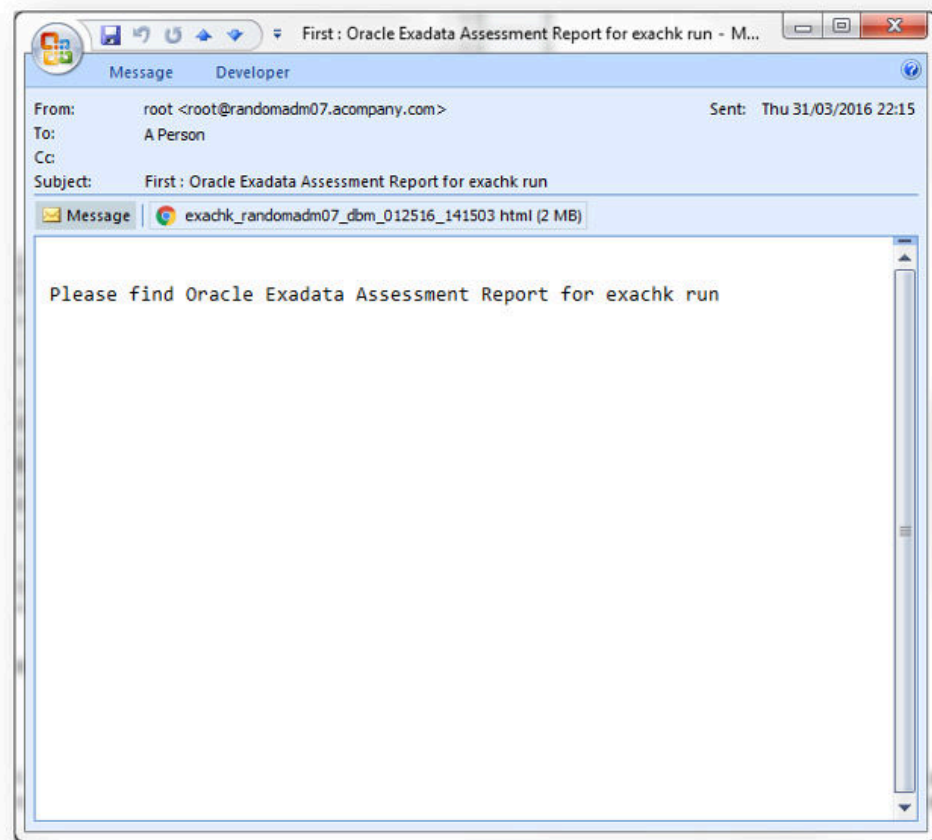 First : Oracle Exadata Assessment Report for exachk run - M...
Message Developer
From: root <root@randomadm07.acompany.com> Sent: Thu 31/03/2016 22:15
To: A Person
Cc:
Subject: First : Oracle Exadata Assessment Report for exachk run
Message exachk_randomadm07_dbm_012516_141503 html (2 MB)
Please find Oracle Exadata Assessment Report for exachk run